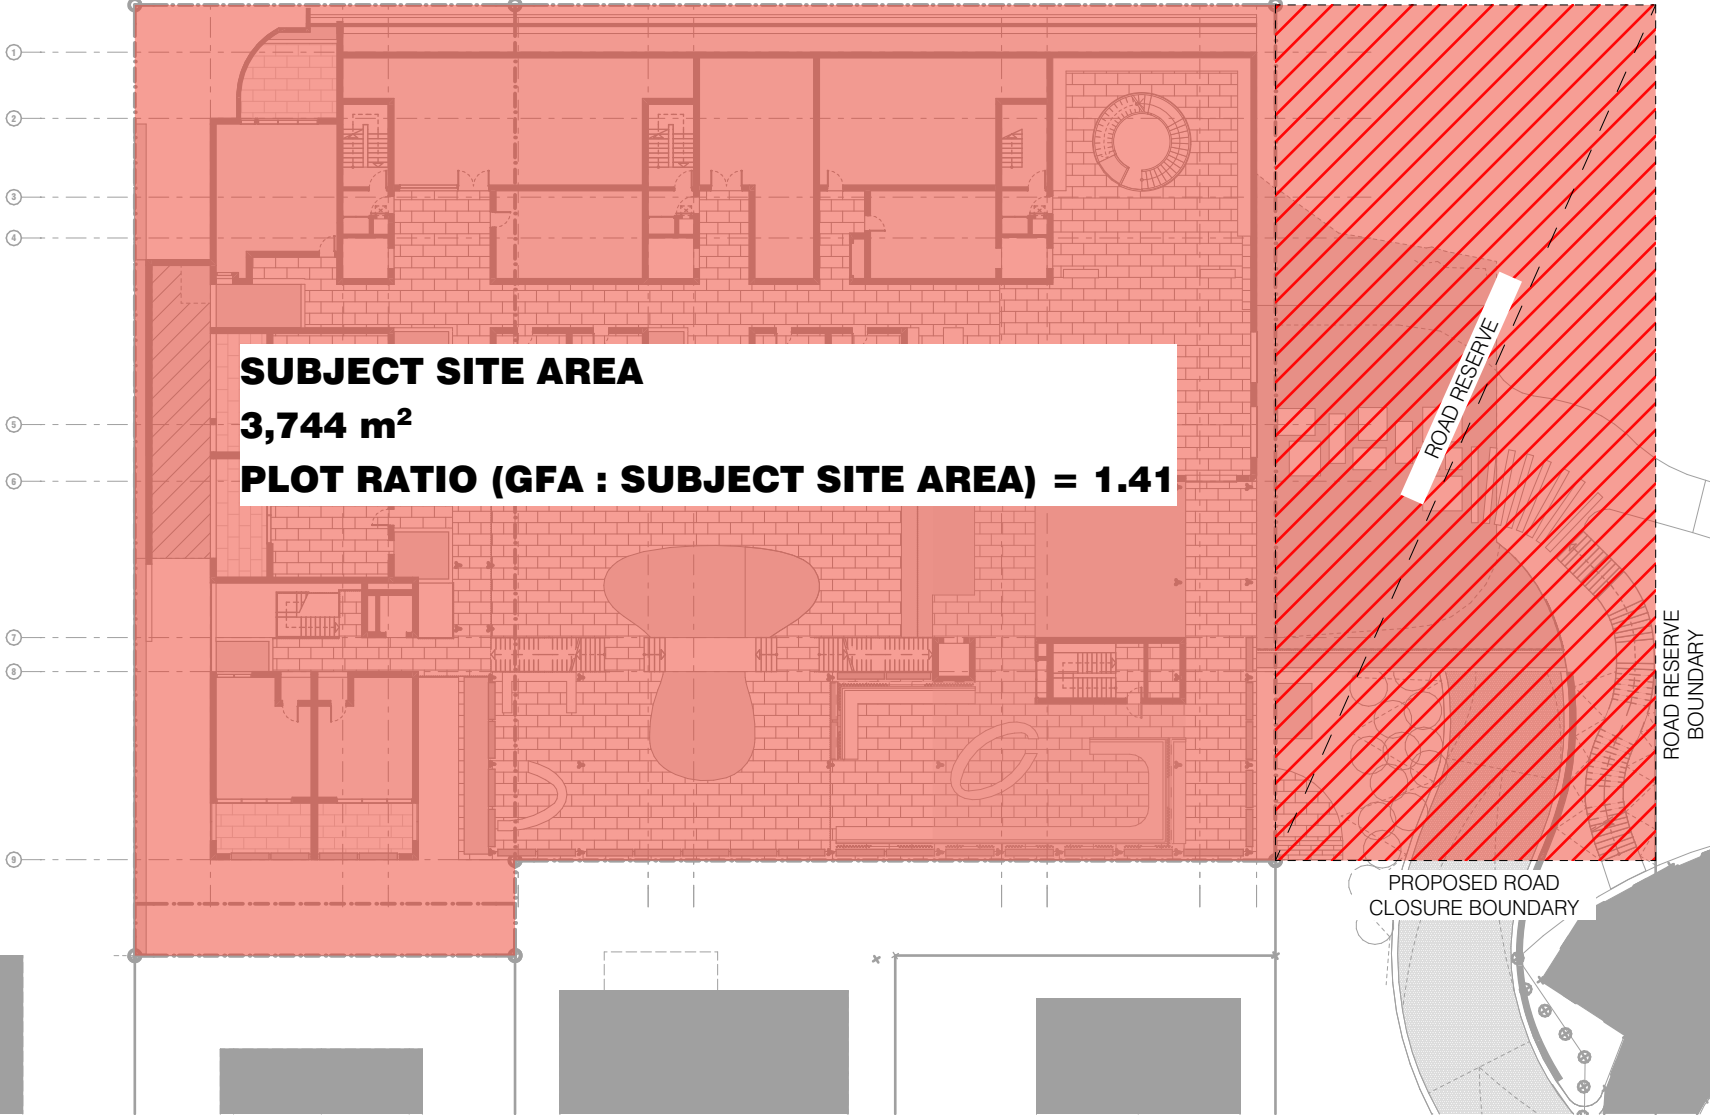 1
2
3
4
SUBJECT SITE AREA
3,744 m²
PLOT RATIO (GFA : SUBJECT SITE AREA) = 1.41
ROAD RESERVE
5
6
7
8
9
ROAD RESERVE
BOUNDARY
PROPOSED ROAD
CLOSURE BOUNDARY